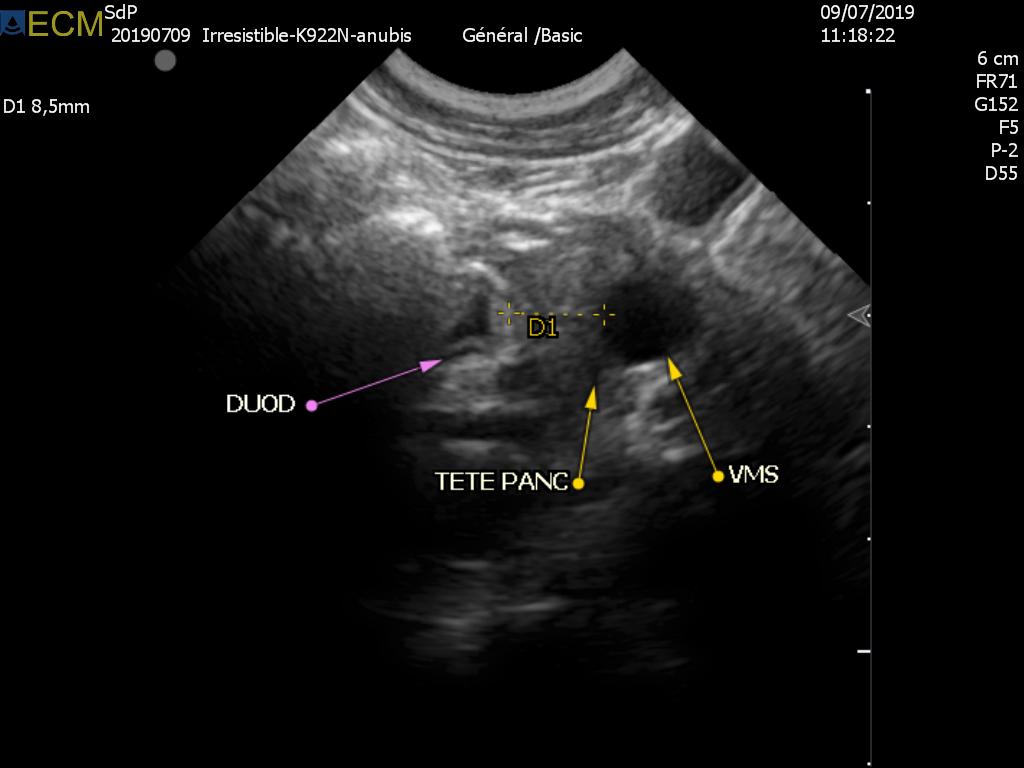 ECM SdP
20190709 Irresistible-K922N-anubis Général /Basic
09/07/2019
11:18:22
6 cm
FR71
G152
F5
P-2
D55
D1 8,5mm
D1
DUOD
TETE PANC
VMS